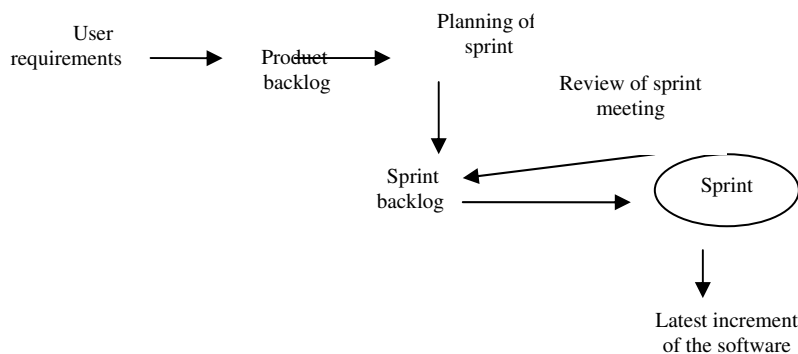 User
requirements
Product
backlog
Planning of
sprint
Review of sprint
meeting
Sprint
backlog
Sprint
Latest increment
of the software